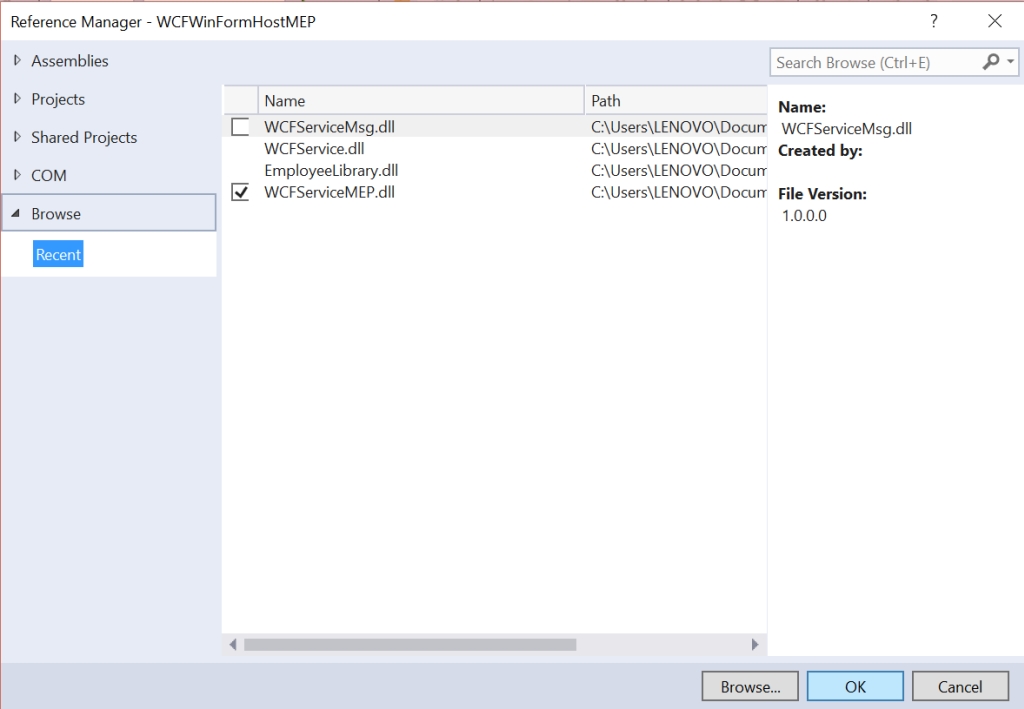 Reference Manager - WCFWinFormHostMEP
?
Assemblies
Projects
Shared Projects
COM
Browse
Recent
Search Browse (Ctrl+E)
Name Path
WCFServiceMsg.dll C:\Users\LENOVO\Docum
WCFService.dll C:\Users\LENOVO\Docum
EmployeeLibrary.dll C:\Users\LENOVO\Docum
WCFServiceMEP.dll C:\Users\LENOVO\Docum
Name:
WCFServiceMsg.dll
Created by:
File Version:
1.0.0.0
Browse... OK Cancel